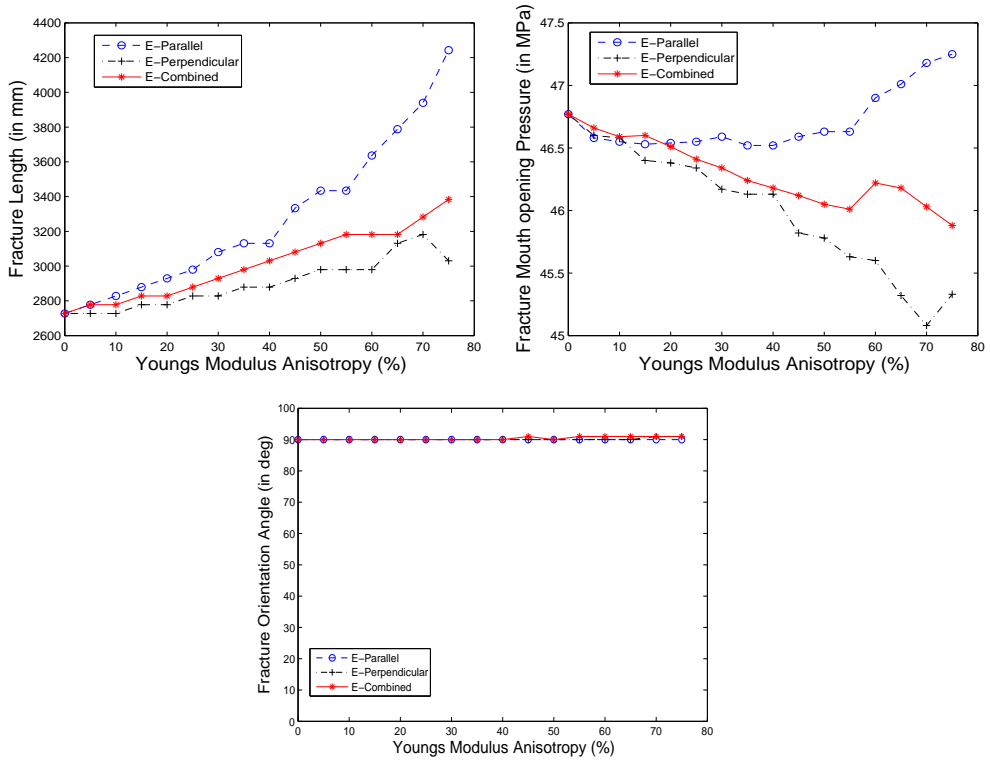 4400
4200
4000
3800
3600
3400
3200
3000
2800
2600
0 10 20 30 40 50 60 70 80
Fracture Length (in mm)
Youngs Modulus Anisotropy (%)
E-Parallel
E-Perpendicular
E-Combined
47.5
47
46.5
46
45.5
45
0 10 20 30 40 50 60 70 80
Fracture Mouth opening Pressure (in MPa)
Youngs Modulus Anisotropy (%)
E-Parallel
E-Perpendicular
E-Combined
100
90
80
70
60
50
40
30
20
10
0
0 10 20 30 40 50 60 70 80
Fracture Orientation Angle (in deg)
Youngs Modulus Anisotropy (%)
E-Parallel
E-Perpendicular
E-Combined